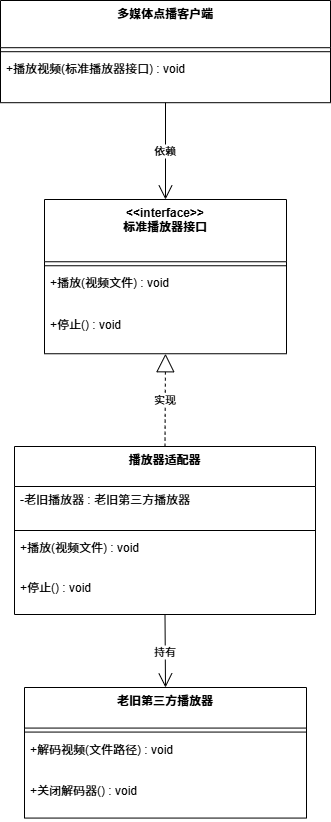 多媒体点播客户端
+播放视频(标准播放器接口) : void
依赖
<<interface>>
标准播放器接口
+播放(视频文件) : void
+停止() : void
实现
播放器适配器
-老旧播放器 : 老旧第三方播放器
+播放(视频文件) : void
+停止() : void
持有
老旧第三方播放器
+解码视频(文件路径) : void
+关闭解码器() : void